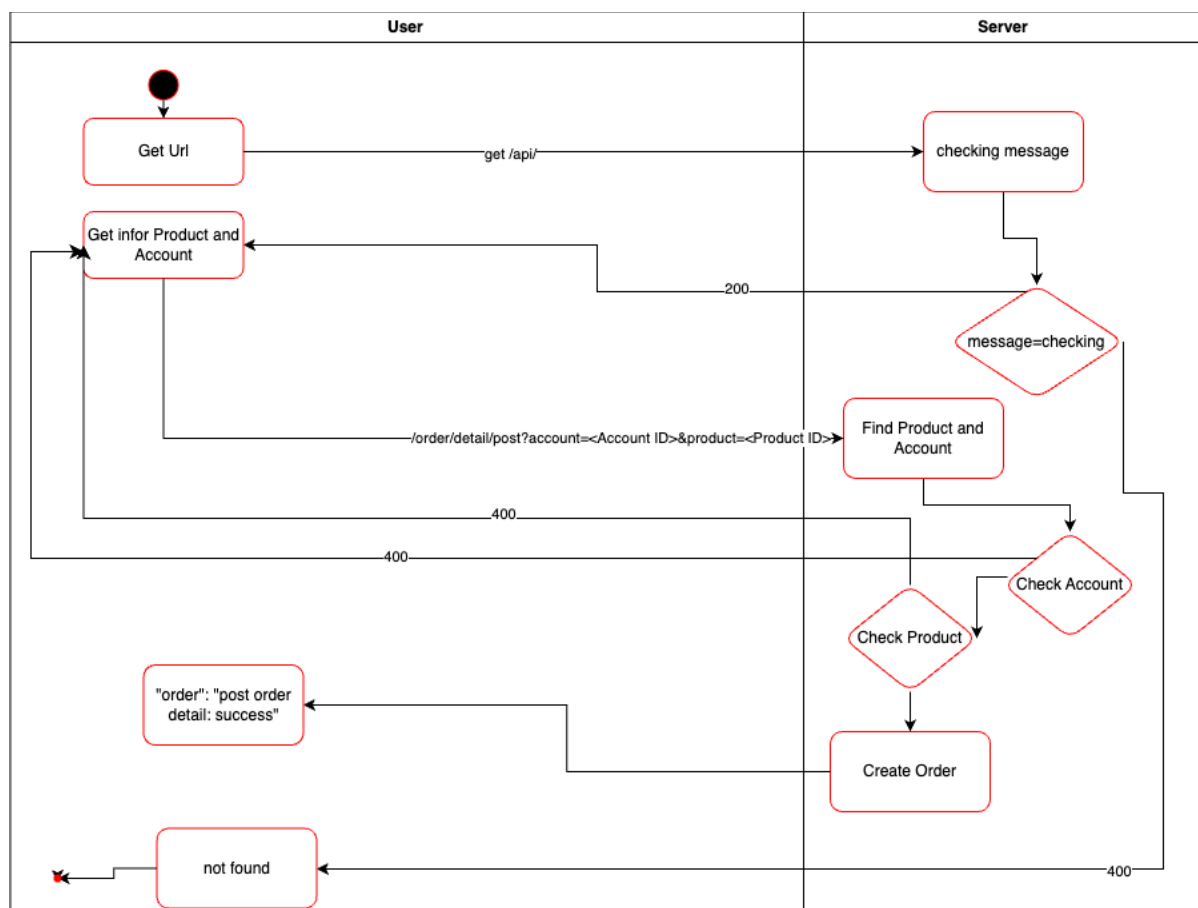 User
Server
Get Url
get /api/
checking message
Get infor Product and
Account
200
message=checking
/order/detail/post?account=<Account ID>&product=<Product ID>
Find Product and
Account
400
400
Check Account
Check Product
"order": "post order
detail: success"
Create Order
not found
400